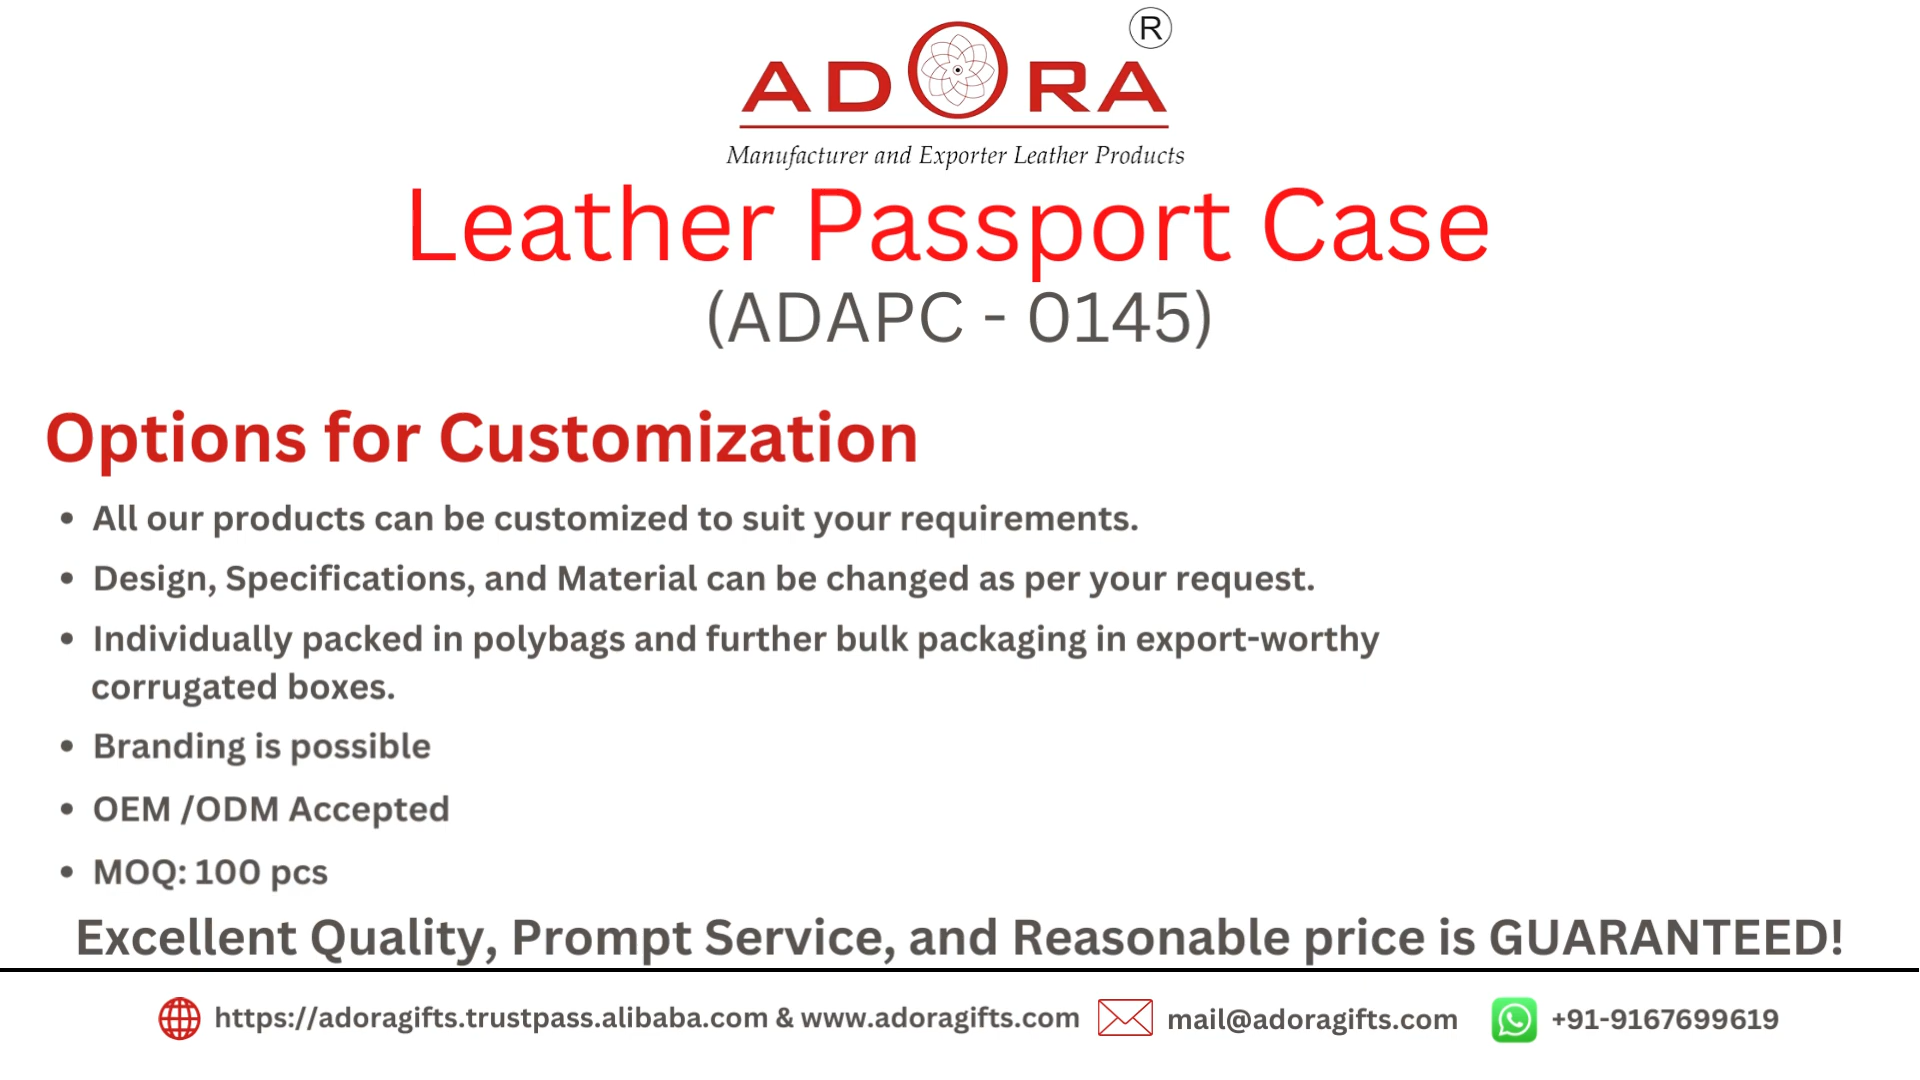 ADORA ®
Manufacturer and Exporter Leather Products
Leather Passport Case
(ADAPC - 0145)
Options for Customization
• All our products can be customized to suit your requirements.
• Design, Specifications, and Material can be changed as per your request.
• Individually packed in polybags and further bulk packaging in export-worthy
corrugated boxes.
• Branding is possible
• OEM /ODM Accepted
• MOQ: 100 pcs
Excellent Quality, Prompt Service, and Reasonable price is GUARANTEED!
https://adoragifts.trustpass.alibaba.com & www.adoragifts.com mail@adoragifts.com +91-9167699619